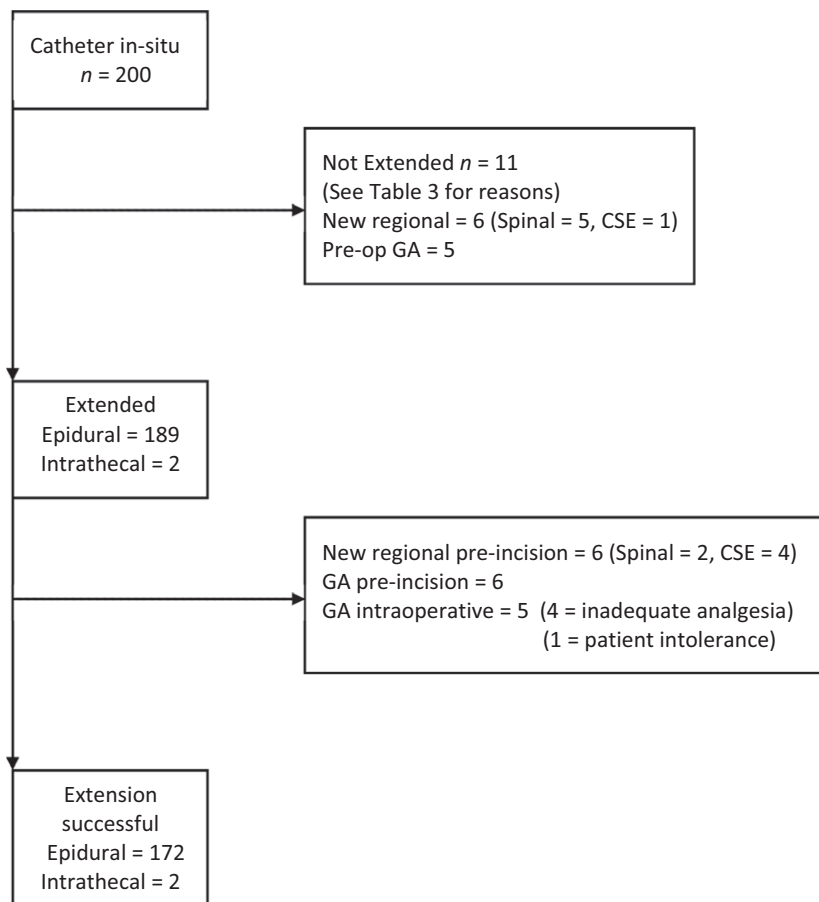 Catheter in-situ
n = 200
Not Extended n = 11
(See Table 3 for reasons)
New regional = 6 (Spinal = 5, CSE = 1)
Pre-op GA = 5
Extended
Epidural = 189
Intrathecal = 2
New regional pre-incision = 6 (Spinal = 2, CSE = 4)
GA pre-incision = 6
GA intraoperative = 5 (4 = inadequate analgesia)
(1 = patient intolerance)
Extension
successful
Epidural = 172
Intrathecal = 2